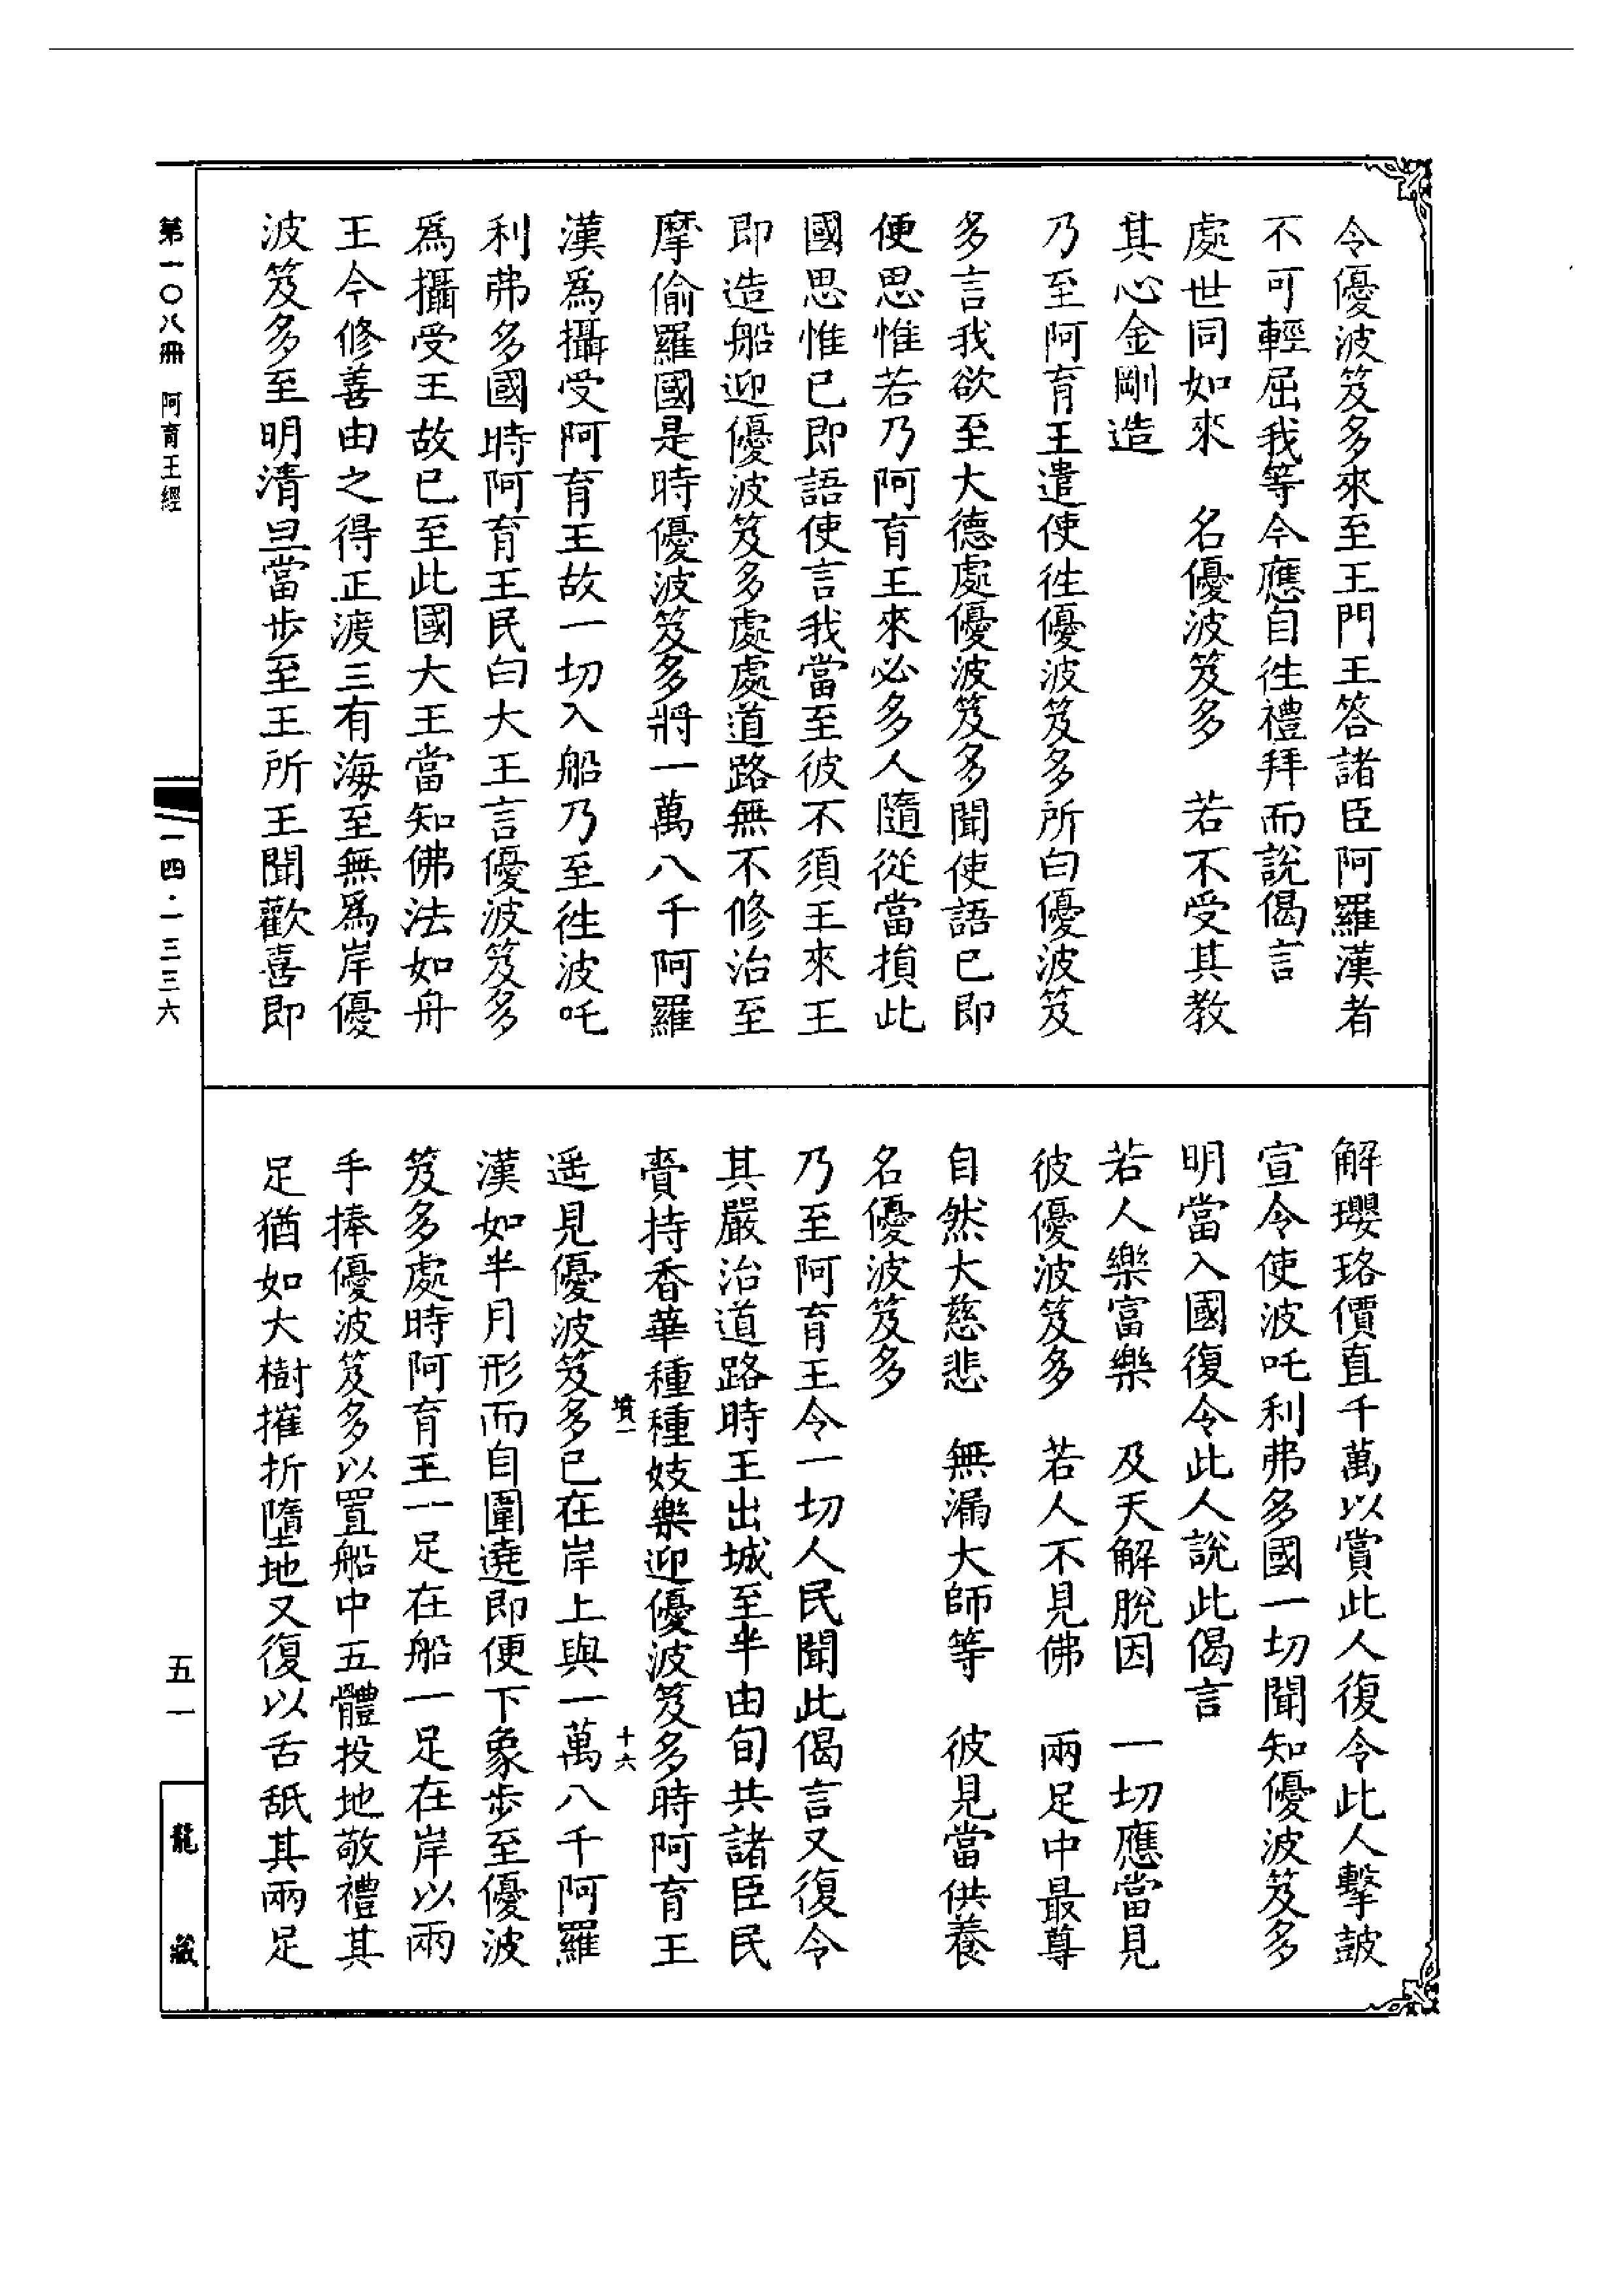 令優波笈多來至王門王答諸臣阿羅漢者
不可輕屈我等今應自徃禮拜而說偈言
處世同如來　名優波笈多　若不受其教
其心金剛造
乃至阿育王遣使徃優波笈多所白優波笈
多言我欲至大德處優波笈多聞使語已即
便思惟若乃阿育王來必多人隨從當損此
國思惟已即語使言我當至彼不須王來王
即造船迎優波笈多處處道路無不修治至
摩偷羅國是時優波笈多將一萬八千阿羅
漢為攝受阿育王故一切入船乃至徃波吒
利弗多國時阿育王民白大王言優波笈多
為攝受王故已至此國大王當知佛法如舟
王今修善由之得正渡三有海至無為岸優
波笈多至明清旦當步至王所王聞歡喜即
解瓔珞價直千萬以賞此人復令此人擊鼓
宣令使波吒利弗多國一切聞知優波笈多
明當入國復令此人說此偈言
若人樂富樂　及天解脫因　一切應當見
彼優波笈多　若人不見佛　兩足中最尊
自然大慈悲　無漏大師等　彼見當供養
名優波笈多
乃至阿育王令一切人民聞此偈言又復令
其嚴治道路時王出城至半由旬共諸臣民
賷持香華種種妓樂迎優波笈多時阿育王
墳一　十六
遥見優波笈多已在岸上與一萬八千阿羅
漢如半月形而自圍遶即便下象步至優波
笈多處時阿育王一足在船一足在岸以兩
手捧優波笈多以置船中五體投地敬禮其
足猶如大樹摧折墮地又復以舌舐其兩足
第一〇八冊　阿育王經
一四·一三三六
五一
龍藏